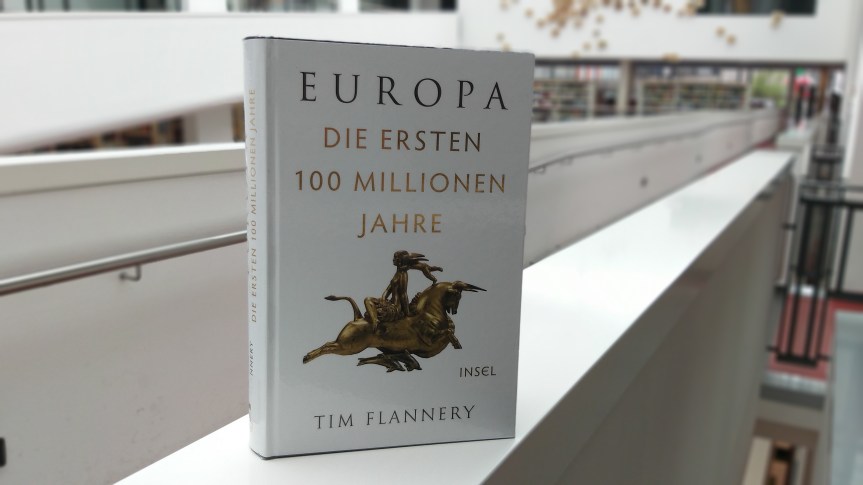 EUROPA
DIE ERSTEN
100 MILLIONEN
JAHRE
INSEL
TIM FLANNERY
DIE ERSTEN 100 MILLIONEN JAHRE